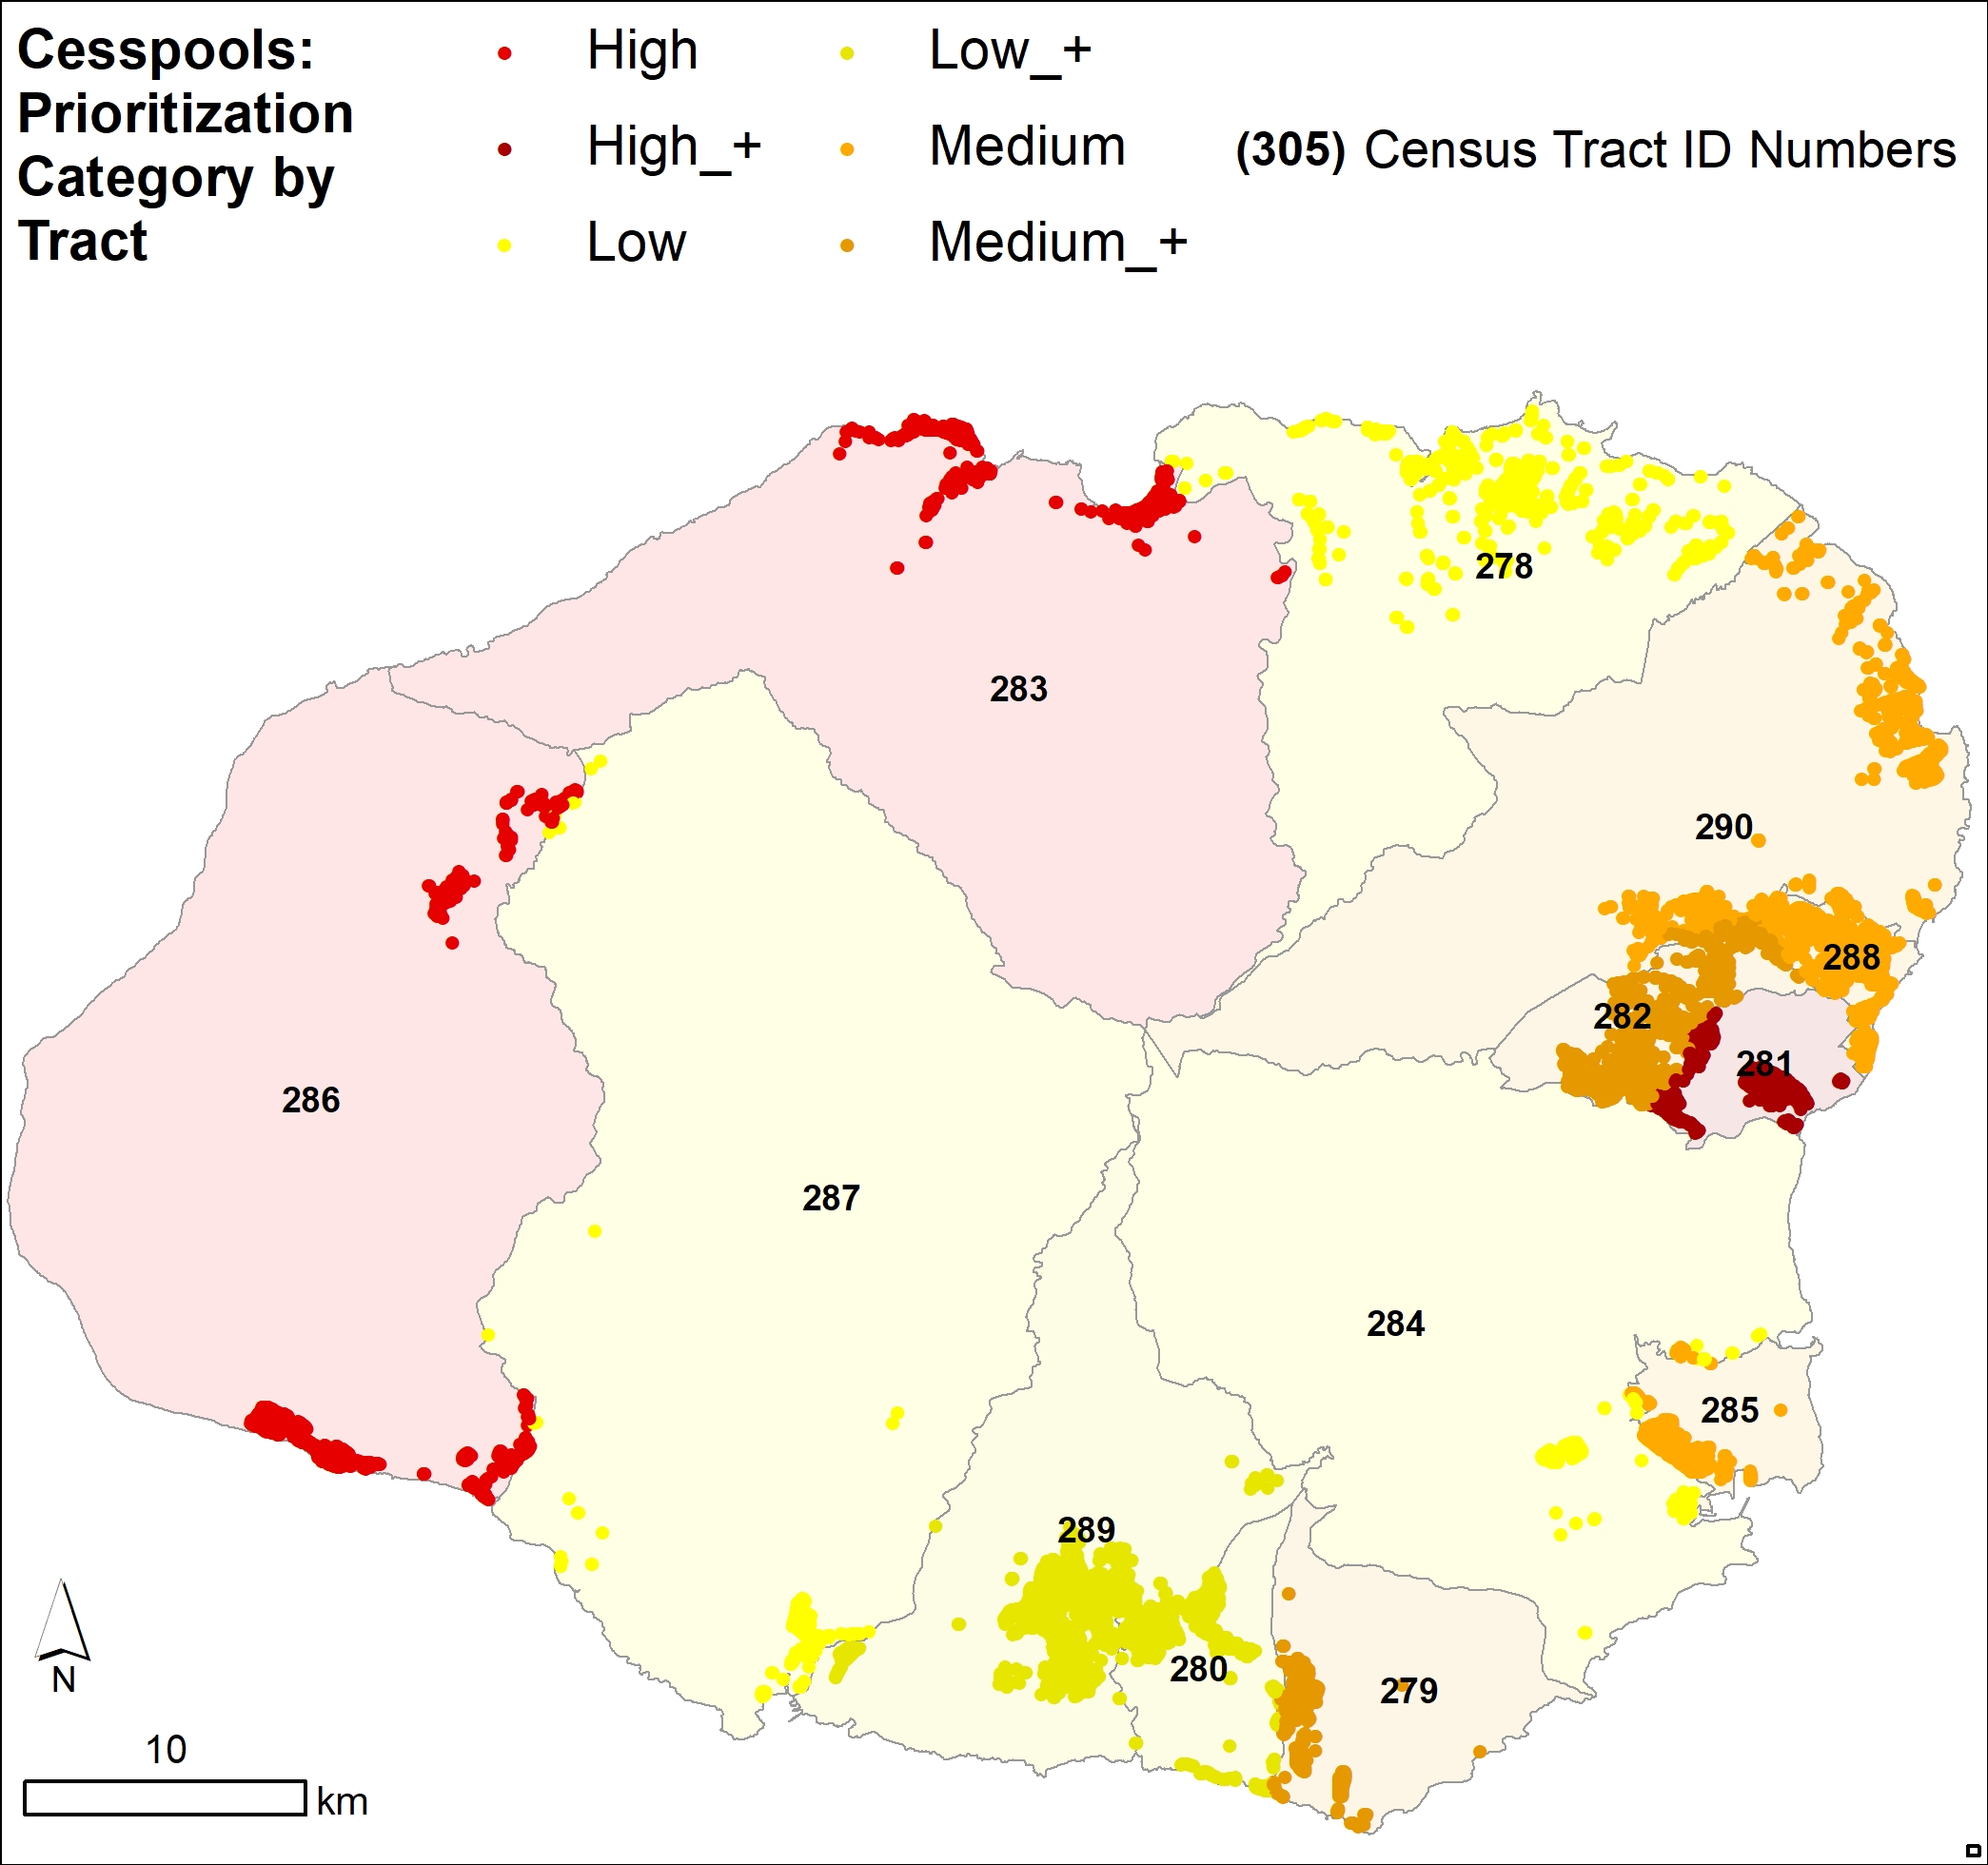 Cesspools:
Prioritization
Category by
Tract
High
High_+
Low
Low_+
Medium
Medium_+
(305) Census Tract ID Numbers
278
283
290
288
282
281
286
287
284
285
289
280
279
N
10
km